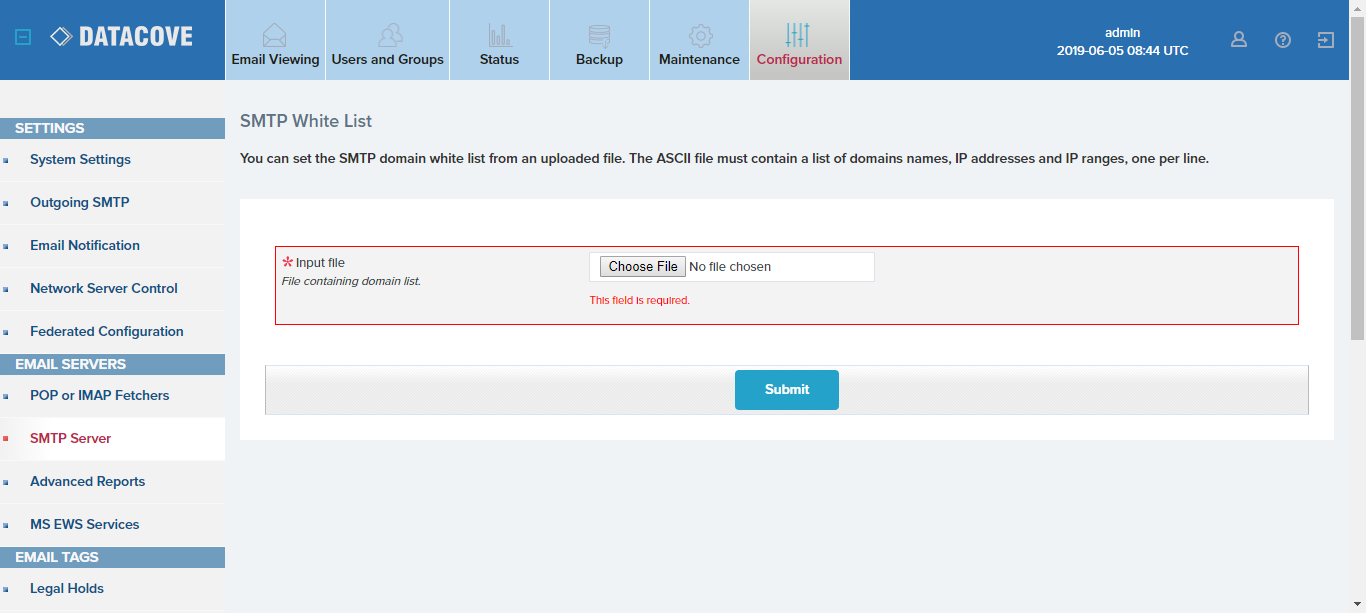 DATACOVE
Email Viewing
Users and Groups
Status
Backup
Maintenance
Configuration
admin
2019-06-05 08:44 UTC
SETTINGS
System Settings
Outgoing SMTP
Email Notification
Network Server Control
Federated Configuration
EMAIL SERVERS
POP or IMAP Fetchers
SMTP Server
Advanced Reports
MS EWS Services
EMAIL TAGS
Legal Holds
SMTP White List
You can set the SMTP domain white list from an uploaded file. The ASCII file must contain a list of domains names, IP addresses and IP ranges, one per line.
* Input file
File containing domain list.
Choose File No file chosen
This field is required.
Submit